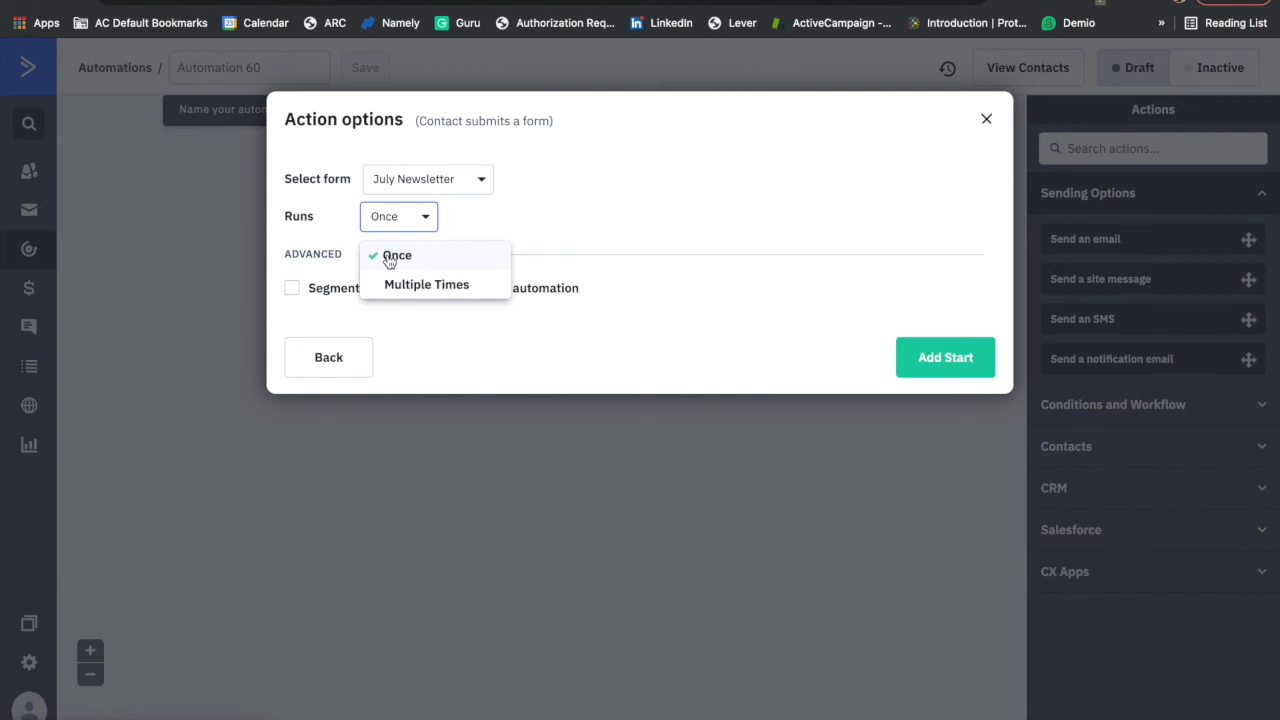 Apps
AC Default Bookmarks
Calendar
ARC
Namely
Guru
Authorization Req...
LinkedIn
Lever
ActiveCampaign -...
Introduction | Prot...
Demio
»
Reading List
Automations /
Automation 60
Save
View Contacts
Draft
Inactive
Name your autom
Action options (Contact submits a form)
Select form
July Newsletter
Runs
Once
ADVANCED
Once
Multiple Times
Segment
automation
Back
Add Start
Actions
Search actions...
Sending Options
Send an email
Send a site message
Send an SMS
Send a notification email
Conditions and Workflow
Contacts
CRM
Salesforce
CX Apps